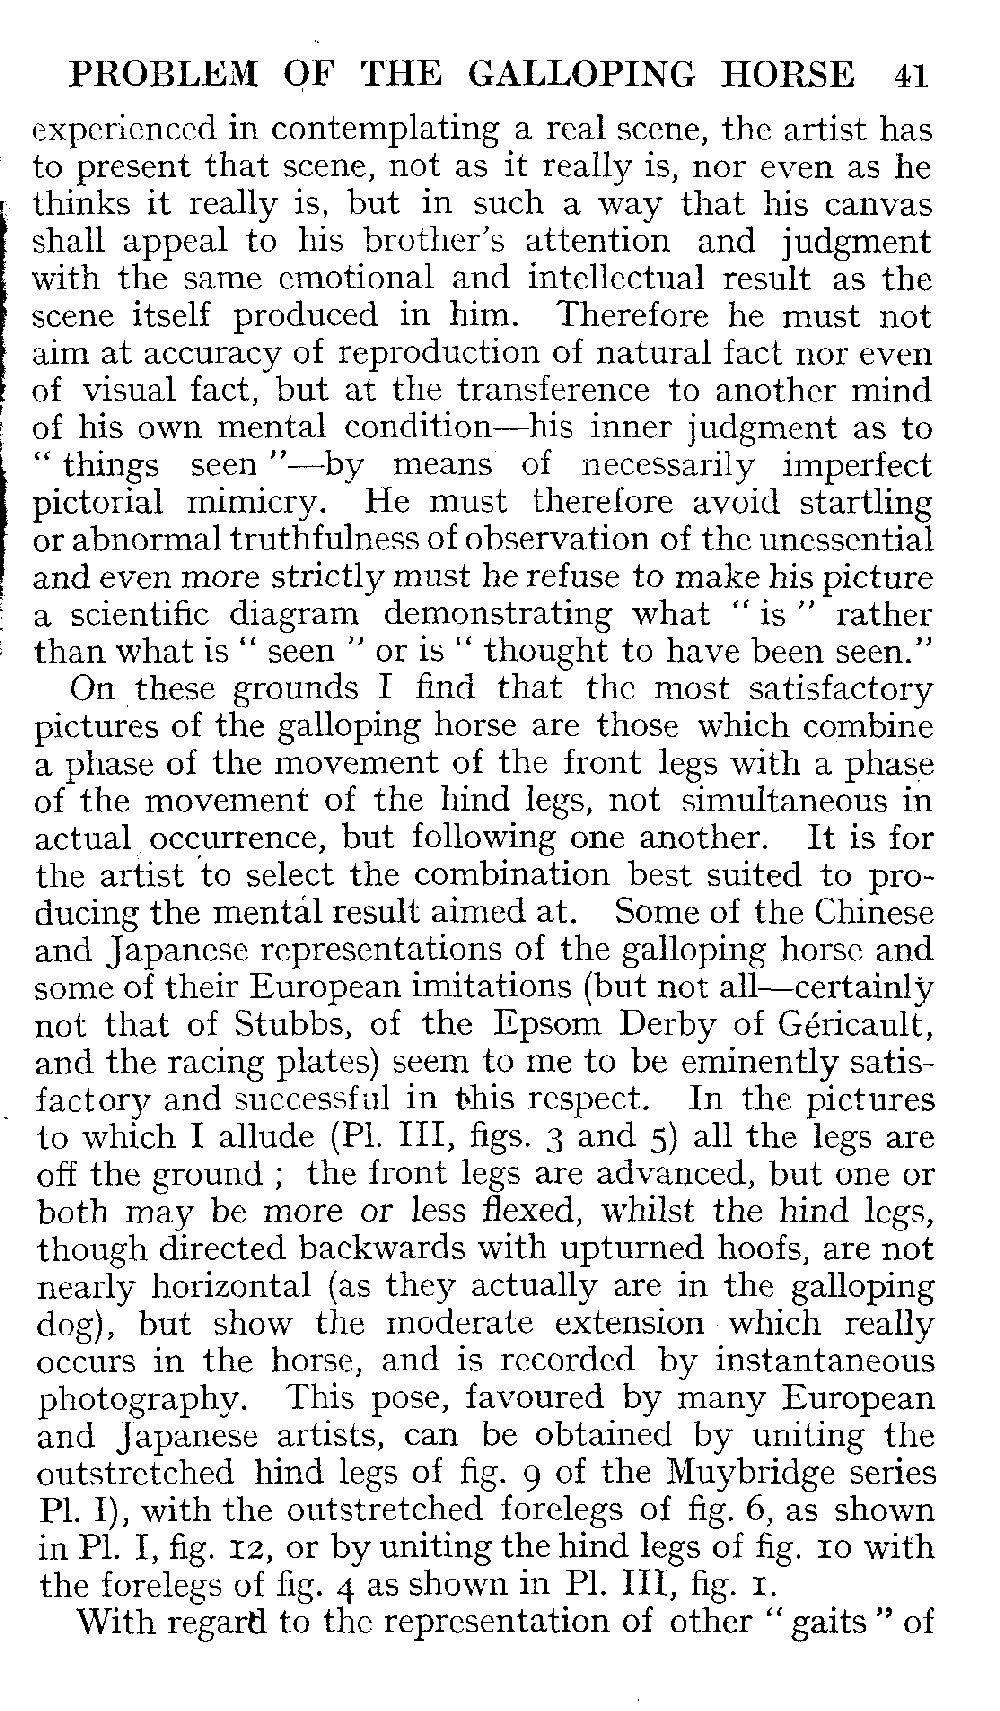 PROBLEM OF THE GALLOPING HORSE 41
experienced in contemplating a real scene, the artist has
to present that scene, not as it really is, nor even as he
thinks it really is, but in such a way that his canvas
shall appeal to his brother's attention and judgment
with the same emotional and intellectual result as the
scene itself produced in him. Therefore he must not
aim at accuracy of reproduction of natural fact nor even
of visual fact, but at the transference to another mind
of his own mental condition—his inner judgment as to
“ things seen ”—by means of necessarily imperfect
pictorial mimicry. He must therefore avoid startling
or abnormal truthfulness of observation of the unessential
and even more strictly must he refuse to make his picture
a scientific diagram demonstrating what “ is ” rather
than what is “ seen ” or is “ thought to have been seen.”
On these grounds I find that the most satisfactory
pictures of the galloping horse are those which combine
a phase of the movement of the front legs with a phase
of the movement of the hind legs, not simultaneous in
actual occurrence, but following one another. It is for
the artist to select the combination best suited to pro-
ducing the mental result aimed at. Some of the Chinese
and Japanese representations of the galloping horse and
some of their European imitations (but not all—certainly
not that of Stubbs, of the Epsom Derby of Géricault,
and the racing plates) seem to me to be eminently satis-
factory and successful in this respect. In the pictures
to which I allude (Pl. III, figs. 3 and 5) all the legs are
off the ground ; the front legs are advanced, but one or
both may be more or less flexed, whilst the hind legs,
though directed backwards with upturned hoofs, are not
nearly horizontal (as they actually are in the galloping
dog), but show the moderate extension which really
occurs in the horse, and is recorded by instantaneous
photography. This pose, favoured by many European
and Japanese artists, can be obtained by uniting the
outstretched hind legs of fig. 9 of the Muybridge series
Pl. I), with the outstretched forelegs of fig. 6, as shown
in Pl. I, fig. 12, or by uniting the hind legs of fig. 10 with
the forelegs of fig. 4 as shown in Pl. III, fig. 1.
With regard to the representation of other “ gaits ” of